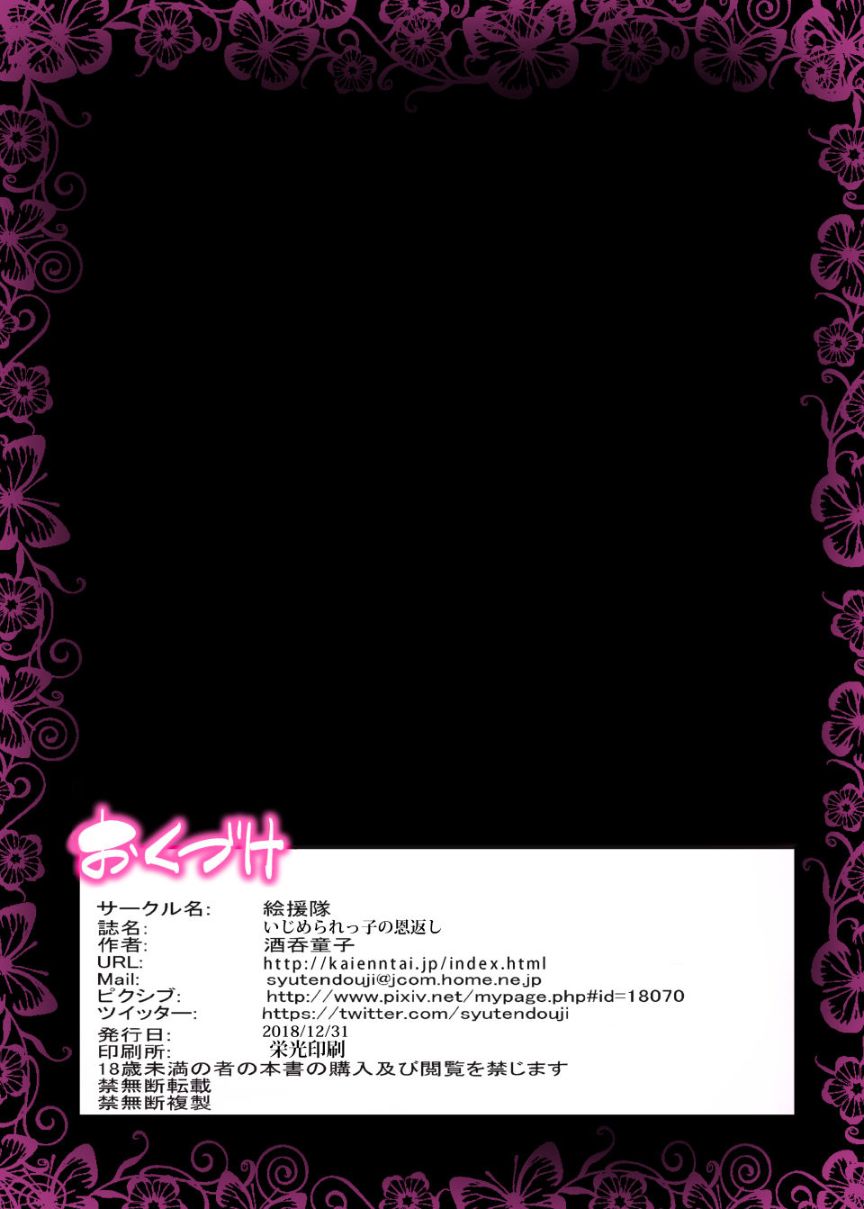 おくづけ
サークル名: 絵援隊
誌名: いじめられっ子の恩返し
作者: 酒呑童子
URL: http://kaienntai.jp/index.html
Mail: syutendouji@jcom.home.ne.jp
ピクシブ: http://www.pixiv.net/mypage.php#id=18070
ツイッター: https://twitter.com/syutendouji
発行日: 2018/12/31
印刷所: 栄光印刷
18歳未満の者の本書の購入及び閲覧を禁じます
禁無断転載
禁無断複製